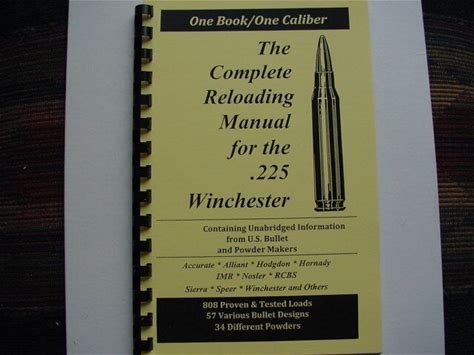 One Book/One Caliber
The
Complete
Reloading
Manual
for the
.225
Winchester
Containing Unabridged Information
from U.S. Bullet
and Powder Makers
Accurate * Alliant * Hodgdon * Hornady
IMR * Nosler * RCBS
Sierra * Speer * Winchester and Others
808 Proven & Tested Loads
57 Various Bullet Designs
34 Different Powders